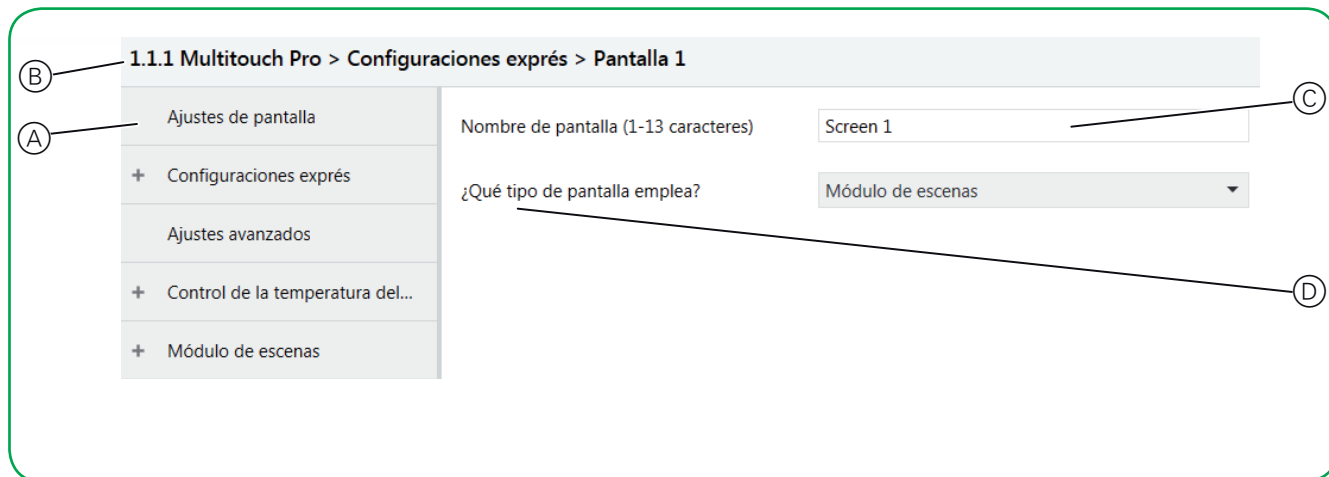 1.1.1 Multitouch Pro > Configuraciones exprés > Pantalla 1
B
A
Ajustes de pantalla
Nombre de pantalla (1-13 caracteres)
Screen 1
C
+ Configuraciones exprés
¿Qué tipo de pantalla emplea?
Módulo de escenas
Ajustes avanzados
+ Control de la temperatura del...
D
+ Módulo de escenas